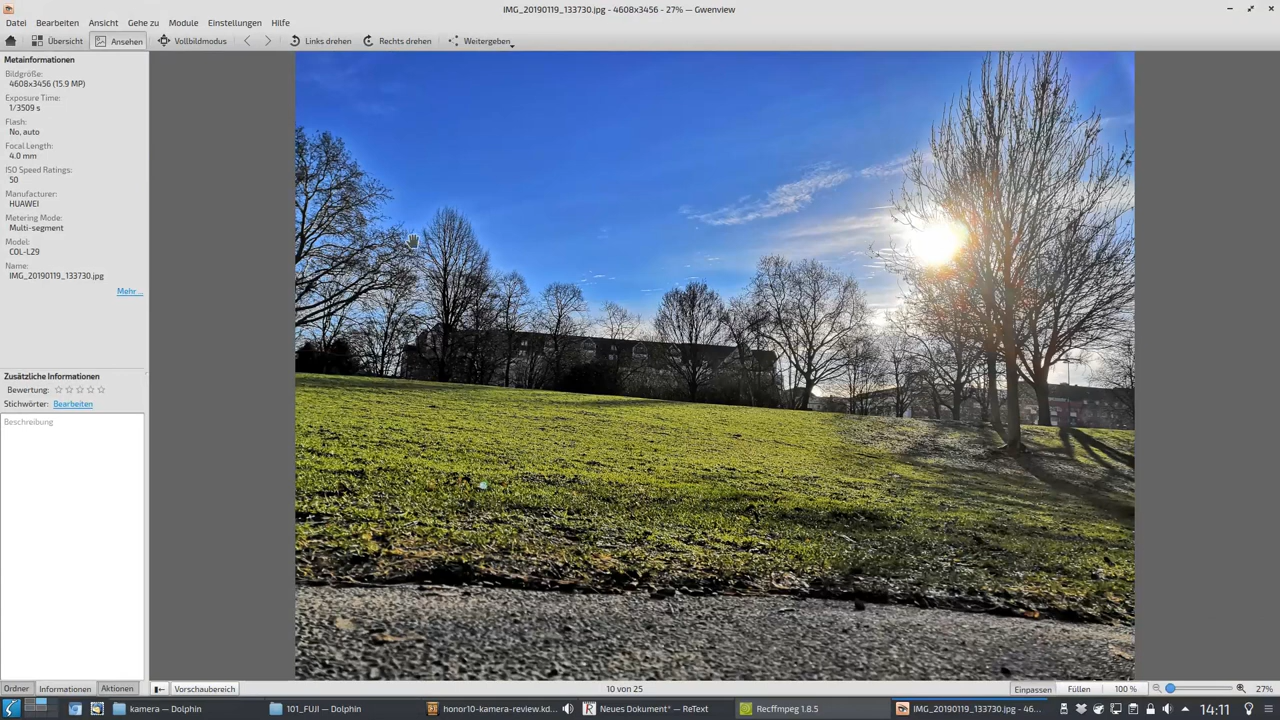 IMG_20190119_133730.jpg - 4608x3456 - 27% — Gwenview
Datei Bearbeiten Ansicht Gehe zu Module Einstellungen Hilfe
Übersicht Ansehen Vollbildmodus Links drehen Rechts drehen Weitergeben
Metainformationen
Bildgröße:
4608x3456 (15.9 MP)
Exposure Time:
1/3509 s
Flash:
No, auto
Focal Length:
4.0 mm
ISO Speed Ratings:
50
Manufacturer:
HUAWEI
Metering Mode:
Multi-segment
Model:
COL-L29
Name:
IMG_20190119_133730.jpg
Mehr...
Zusätzliche Informationen
Bewertung:
Stichwörter: Bearbeiten
Beschreibung
Ordner Informationen Aktionen Vorschaubereich 10 von 25 Einpassen Füllen 100 % 27%
kamera — Dolphin 101_FUJI — Dolphin honor10-kamera-review.kd... Neues Dokument* — ReText Recffmpeg 1.8.5 IMG_20190119_133730.jpg - 46... 14:11